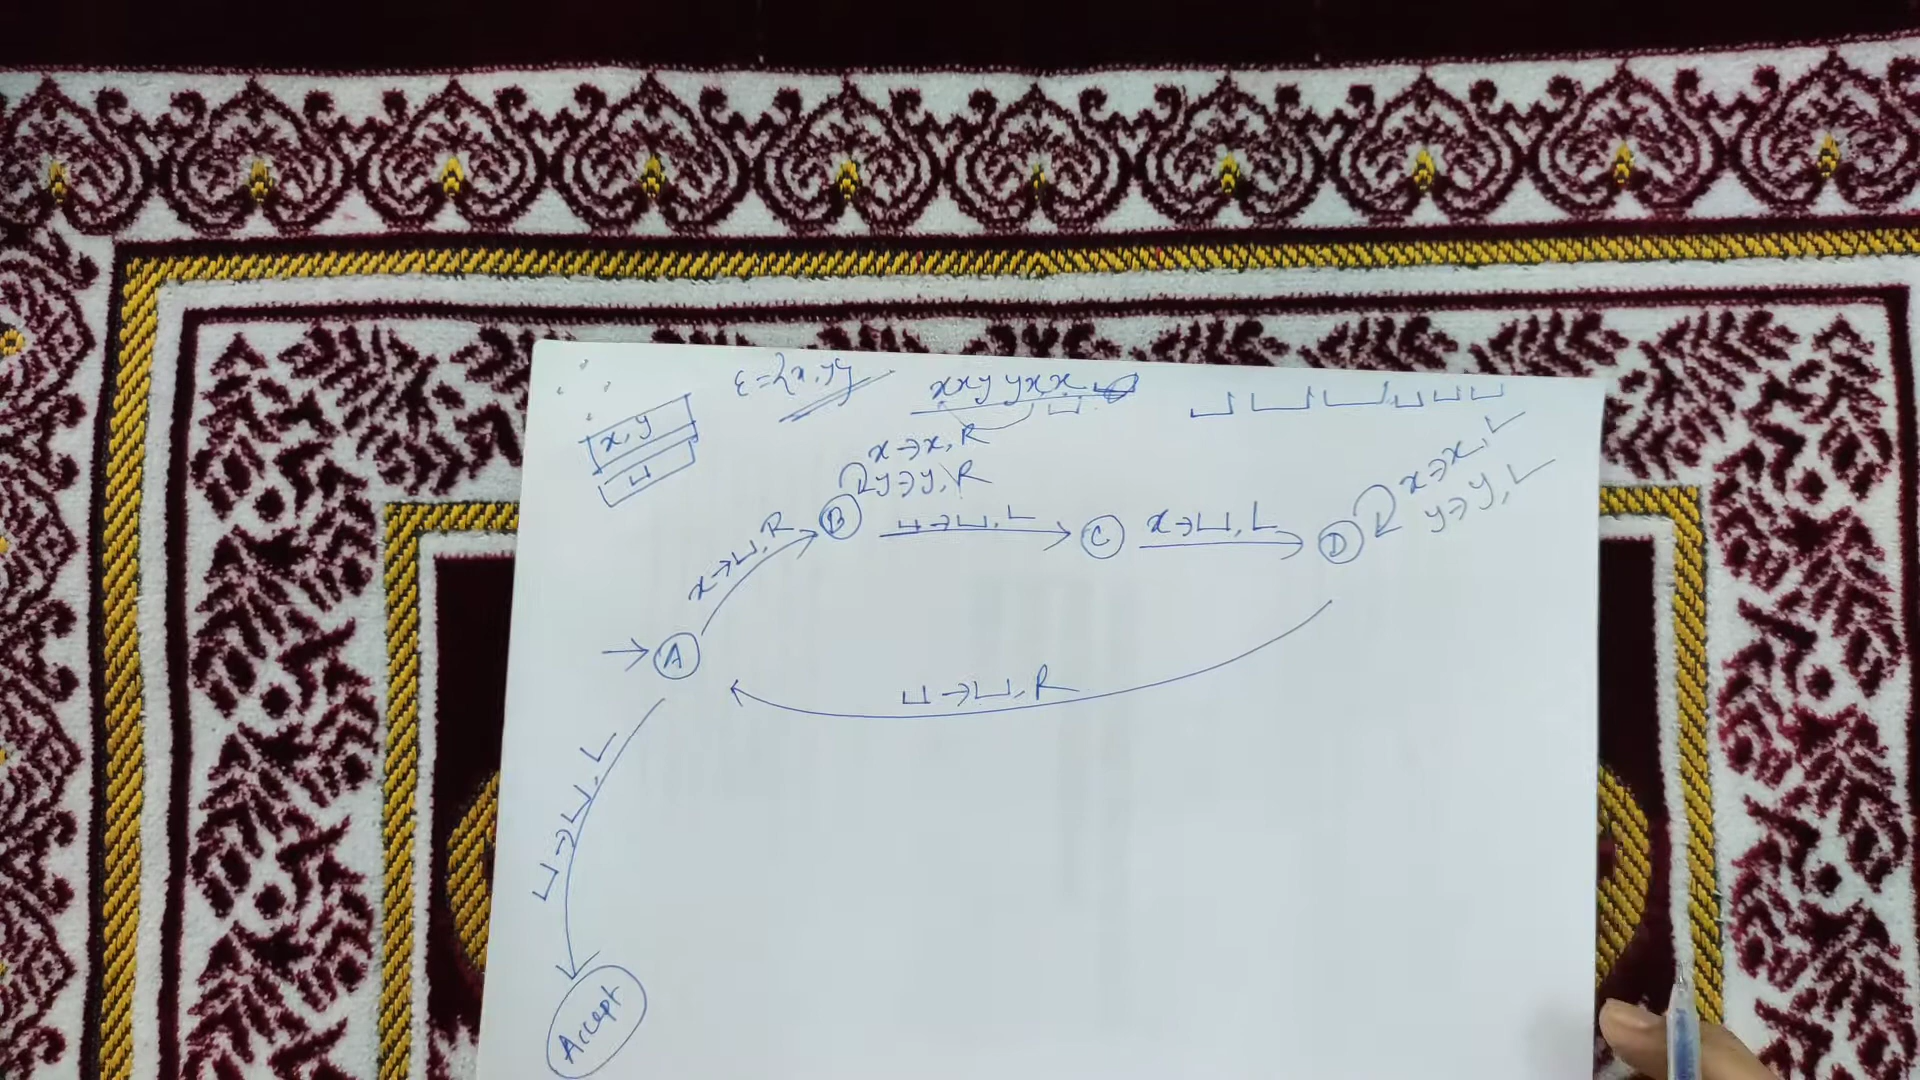 Ɛ = {x, y}
xxyyxx ⊔
⊔ ⊔ ⊔ ⊔ ⊔ ⊔
x, y
⊔
x → x, R
y → y, R
x → x, L
y → y, L
x → ⊔, R
B
⊔ → ⊔, L
C
x → ⊔, L
D
A
⊔ → ⊔, R
⊔ → ⊔, L
Accept